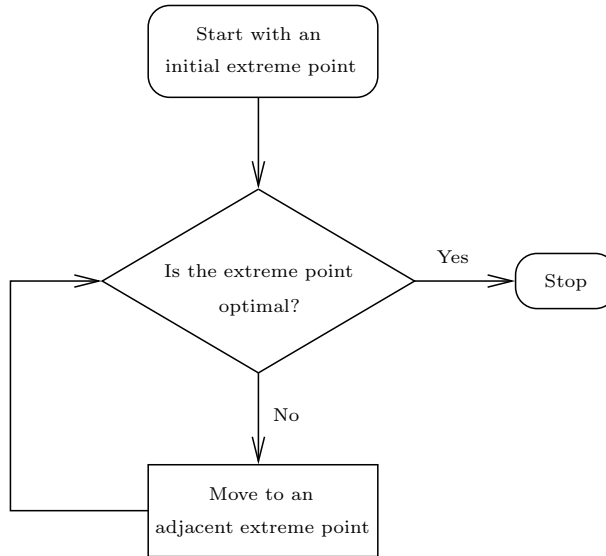 Start with an
initial extreme point
Is the extreme point
optimal?
Yes
Stop
No
Move to an
adjacent extreme point